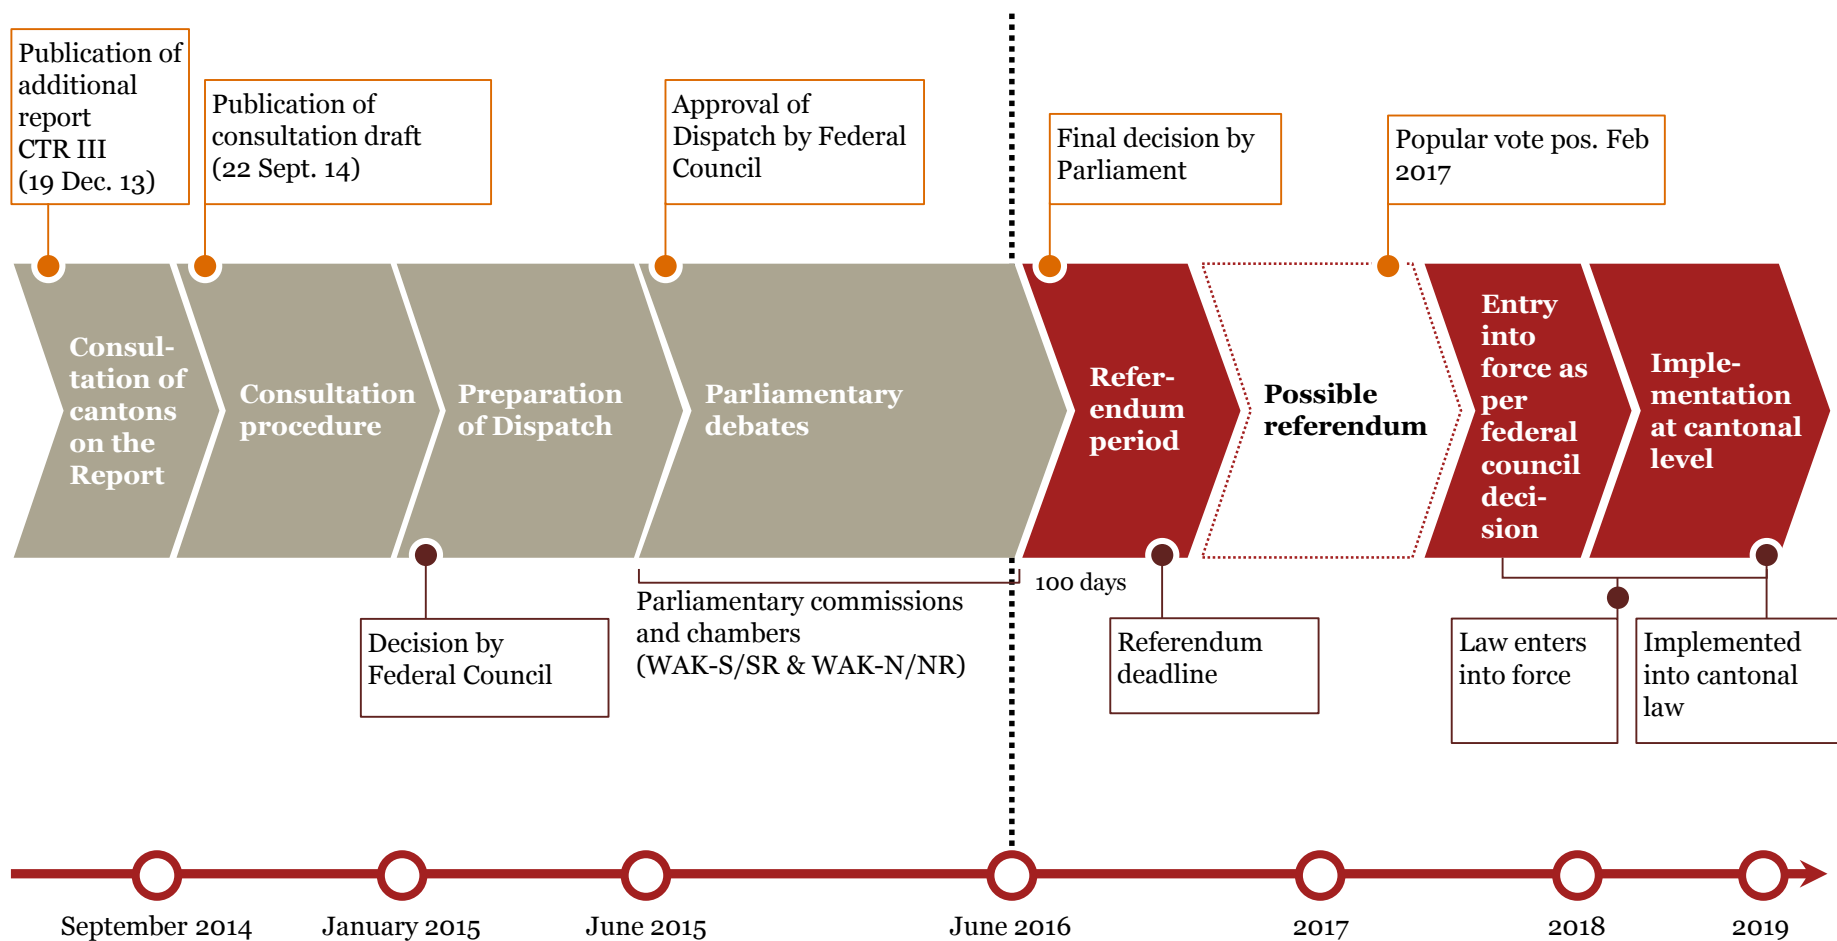 Publication of
additional
report
CTR III
(19 Dec. 13)
Publication of
consultation draft
(22 Sept. 14)
Approval of
Dispatch by Federal
Council
Final decision by
Parliament
Popular vote pos. Feb
2017
Consul-
tation of
cantons
on the
Report
Consultation
procedure
Preparation
of Dispatch
Parliamentary
debates
Refer-
endum
period
Possible
referendum
Entry
into
force as
per
federal
council
deci-
sion
Imple-
mentation
at cantonal
level
Decision by
Federal Council
Parliamentary commissions
and chambers
(WAK-S/SR & WAK-N/NR)
100 days
Referendum
deadline
Law enters
into force
Implemented
into cantonal
law
September 2014
January 2015
June 2015
June 2016
2017
2018
2019